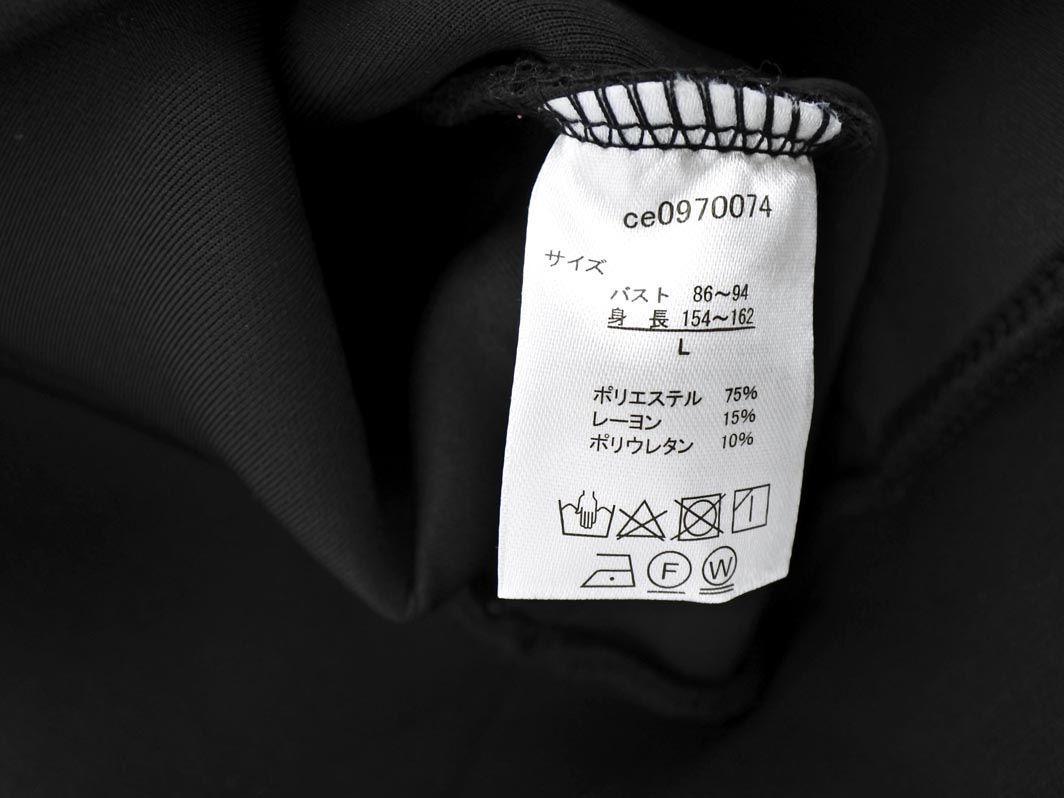 ce0970074
サイズ
バスト 86～94
身 長 154～162
L
ポリエステル 75%
レーヨン 15%
ポリウレタン 10%
F W